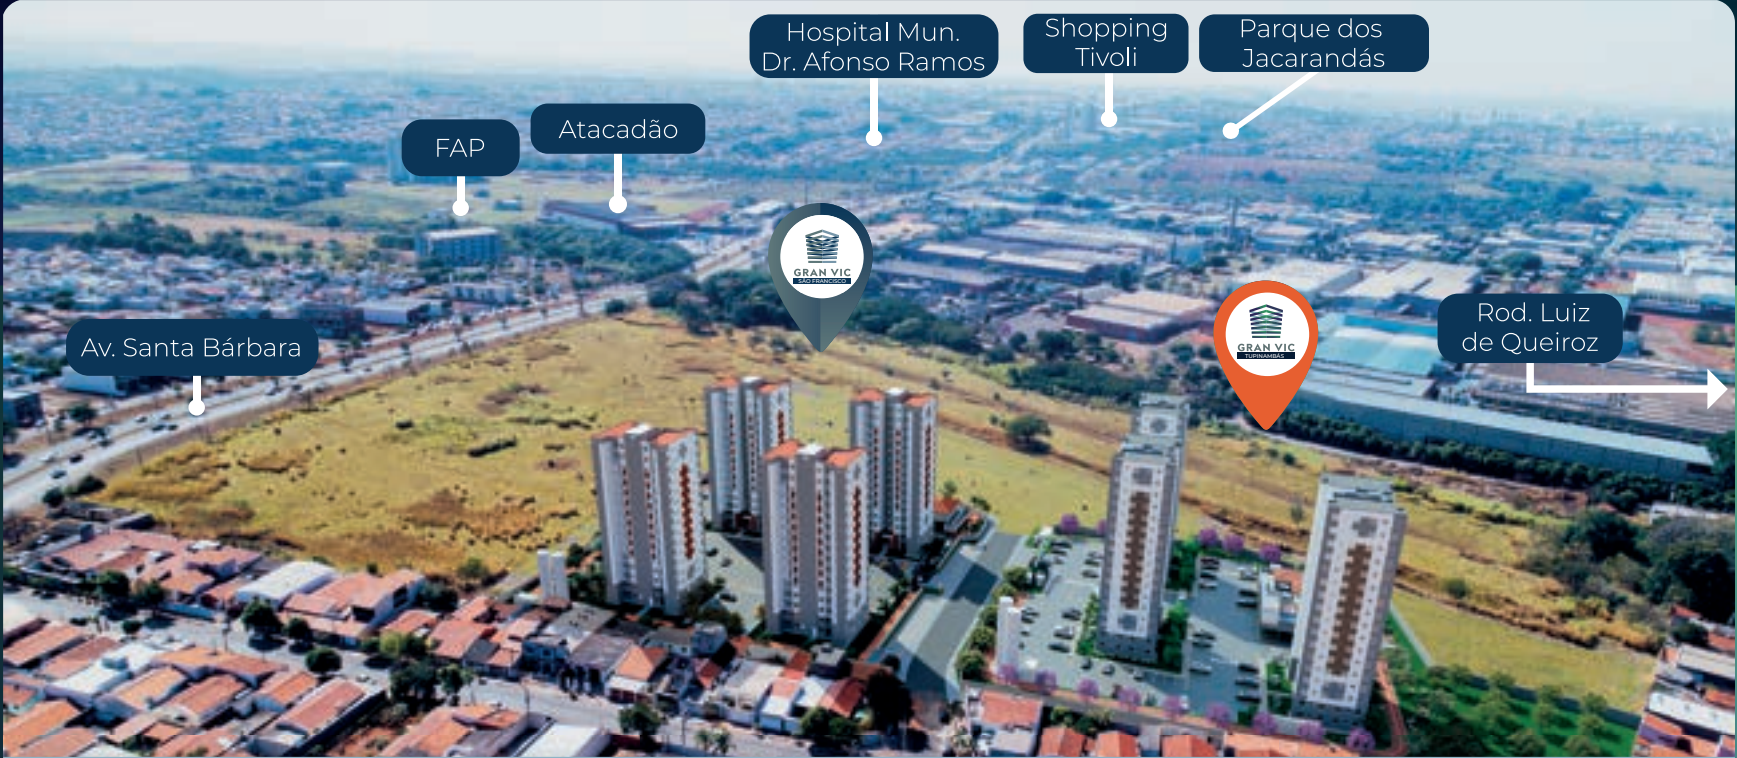 Hospital Mun.
Dr. Afonso Ramos
Shopping
Tivoli
Parque dos
Jacarandás
FAP
Atacadão
GRAN VIC
SÃO FRANCISCO
Av. Santa Bárbara
GRAN VIC
TUPINAMBÁS
Rod. Luiz
de Queiroz